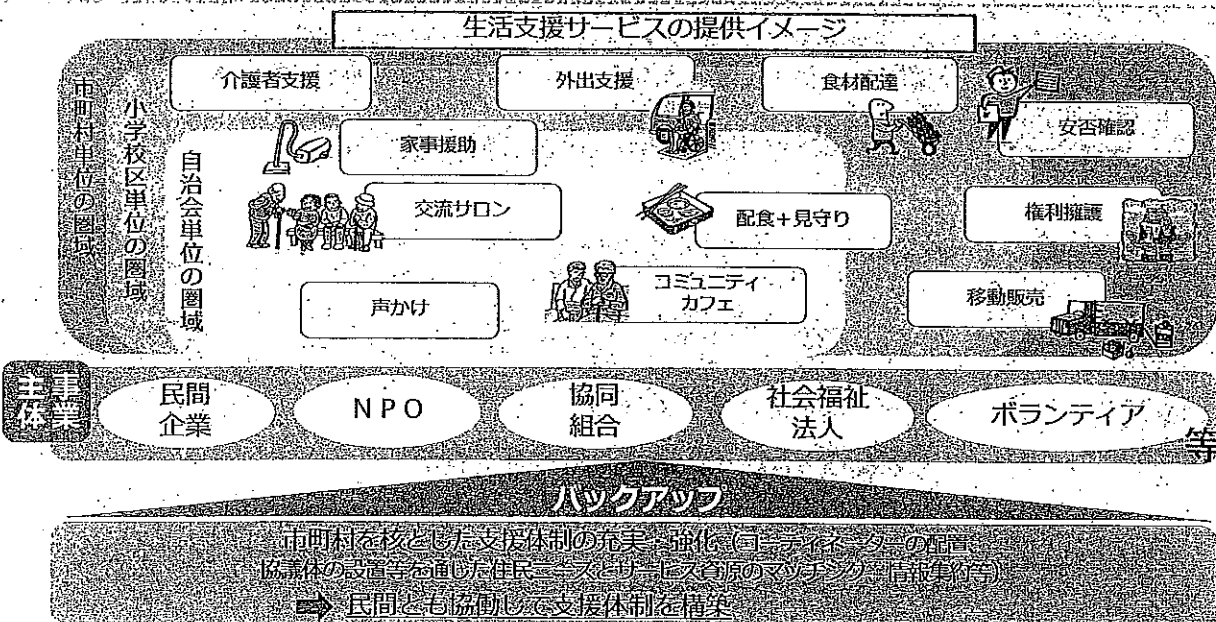 生活支援サービスの提供イメージ
市町村単位の圏域
小学校区単位の圏域
自治会単位の圏域
介護者支援
外出支援
食材配達
安否確認
家事援助
交流サロン
配食+見守り
権利擁護
声かけ
コミュニティ
カフェ
移動販売
事業
主体
民間
企業
NPO
協同
組合
社会福祉
法人
ボランティア
等
バックアップ
市町村を核とした支援体制の充実・強化(コーディネーターの配置、
協議体の設置等を通じた住民ニーズとサービス資源のマッチング、情報集約等)
⇒ 民間とも協働して支援体制を構築